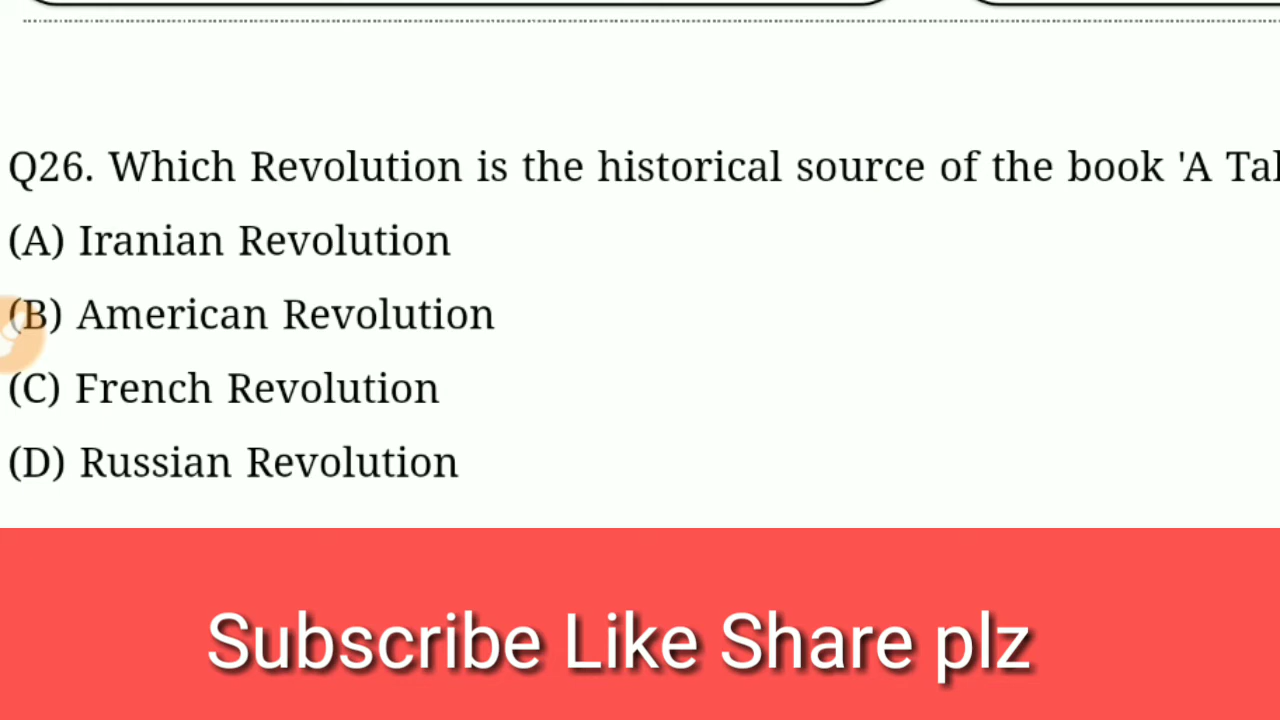 Q26. Which Revolution is the historical source of the book 'A
(A) Iranian Revolution
(B) American Revolution
(C) French Revolution
(D) Russian Revolution
Subscribe Like Share plz